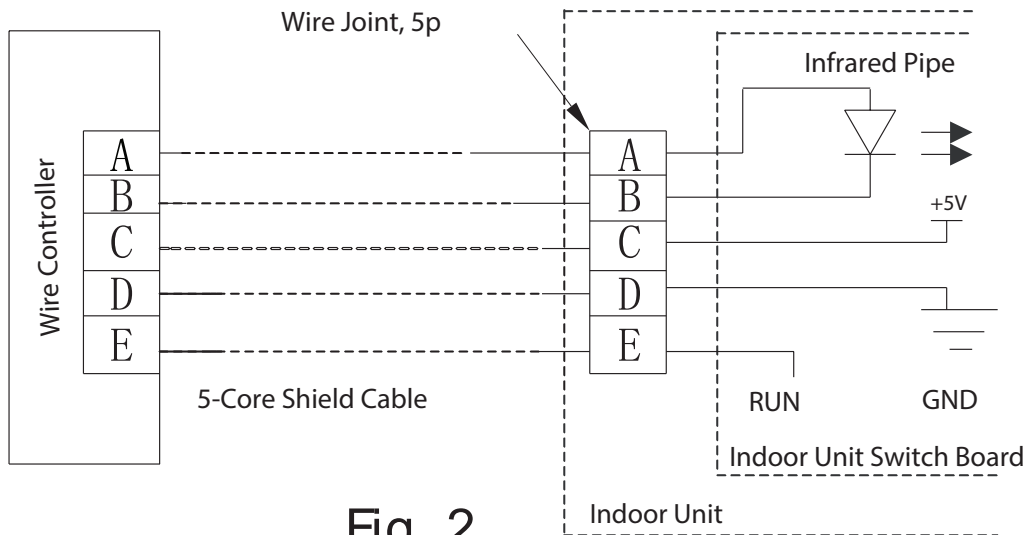 Wire Joint, 5p
Infrared Pipe
Wire Controller
A
B
C
D
E
A
B
C
D
E
+5V
5-Core Shield Cable
RUN
GND
Indoor Unit Switch Board
Indoor Unit
Fig. 2